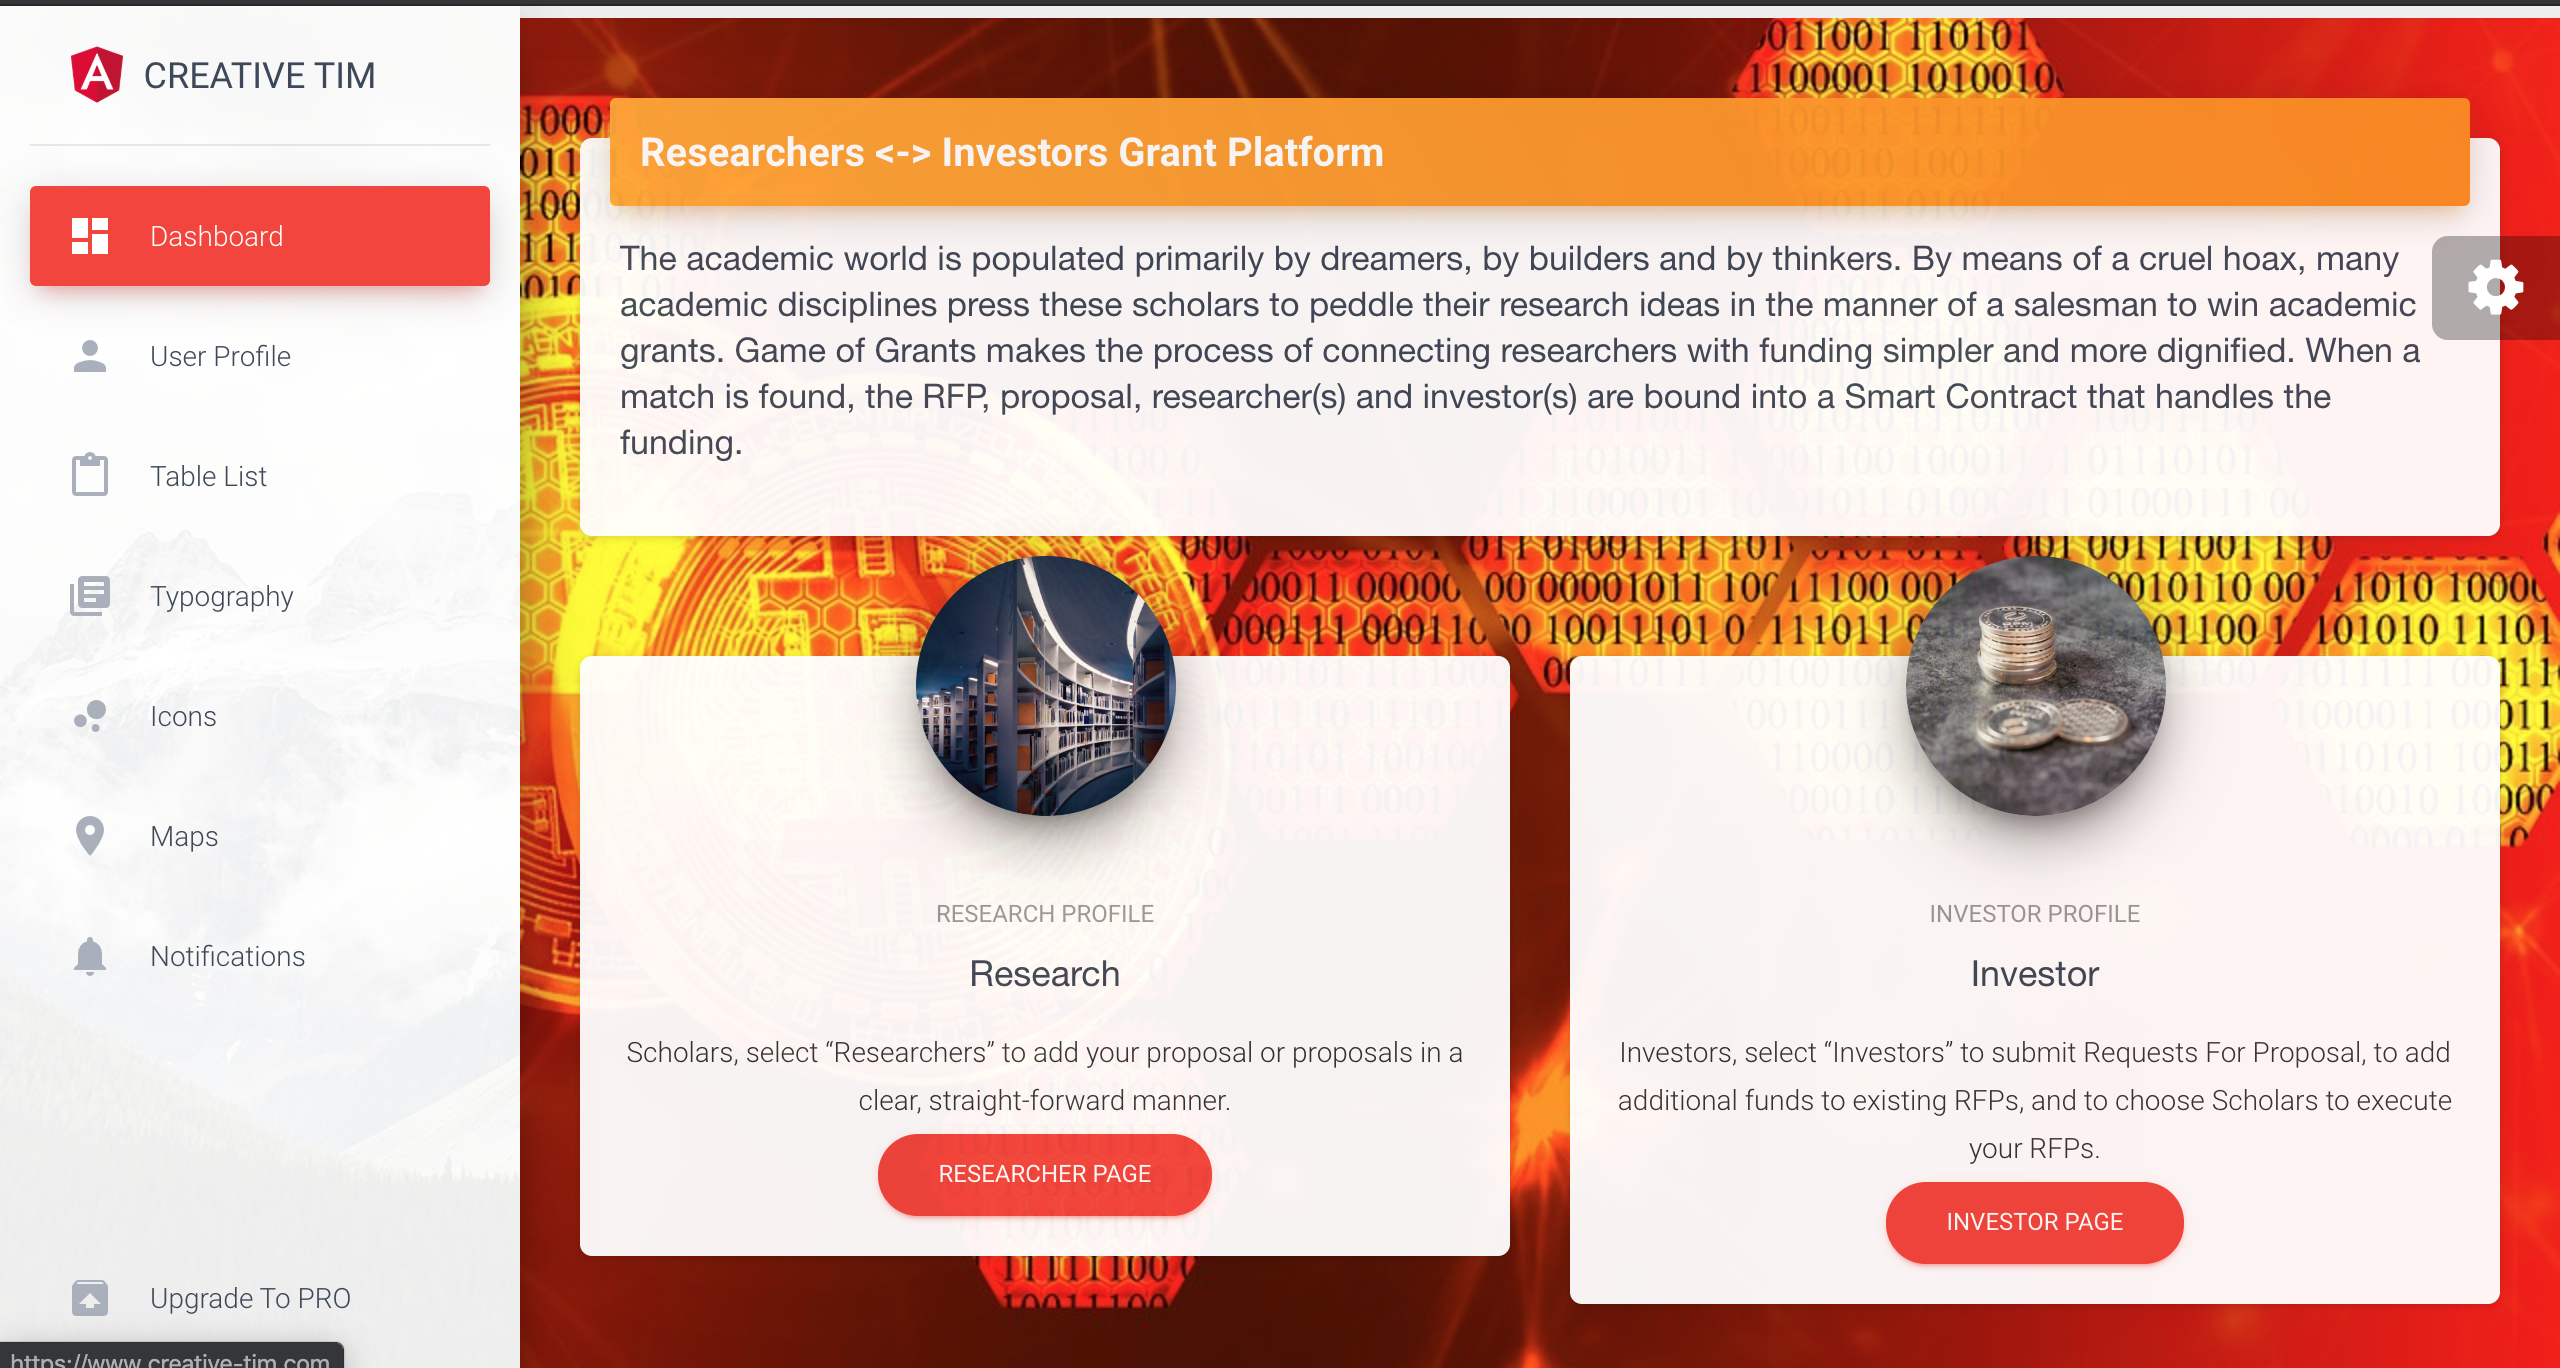 CREATIVE TIM
Dashboard
User Profile
Table List
Typography
Icons
Maps
Notifications
Upgrade To PRO
https://www.creative-tim.com
Researchers <-> Investors Grant Platform
The academic world is populated primarily by dreamers, by builders and by thinkers. By means of a cruel hoax, many
academic disciplines press these scholars to peddle their research ideas in the manner of a salesman to win academic
grants. Game of Grants makes the process of connecting researchers with funding simpler and more dignified. When a
match is found, the RFP, proposal, researcher(s) and investor(s) are bound into a Smart Contract that handles the
funding.
RESEARCH PROFILE
Research
Scholars, select “Researchers” to add your proposal or proposals in a
clear, straight-forward manner.
RESEARCHER PAGE
INVESTOR PROFILE
Investor
Investors, select “Investors” to submit Requests For Proposal, to add
additional funds to existing RFPs, and to choose Scholars to execute
your RFPs.
INVESTOR PAGE